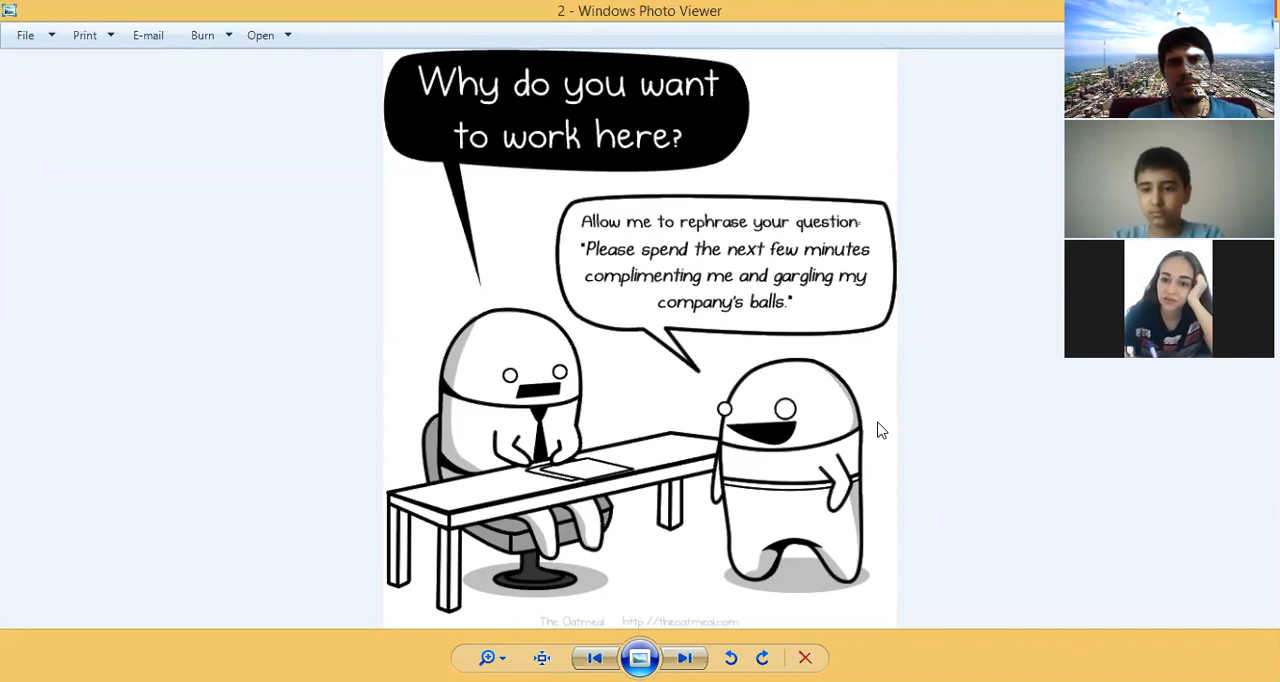 2 - Windows Photo Viewer
File Print E-mail Burn Open
Why do you want
to work here?
Allow me to rephrase your question:
"Please spend the next few minutes
complimenting me and gargling my
company's balls."
The Oatmeal http://theoatmeal.com